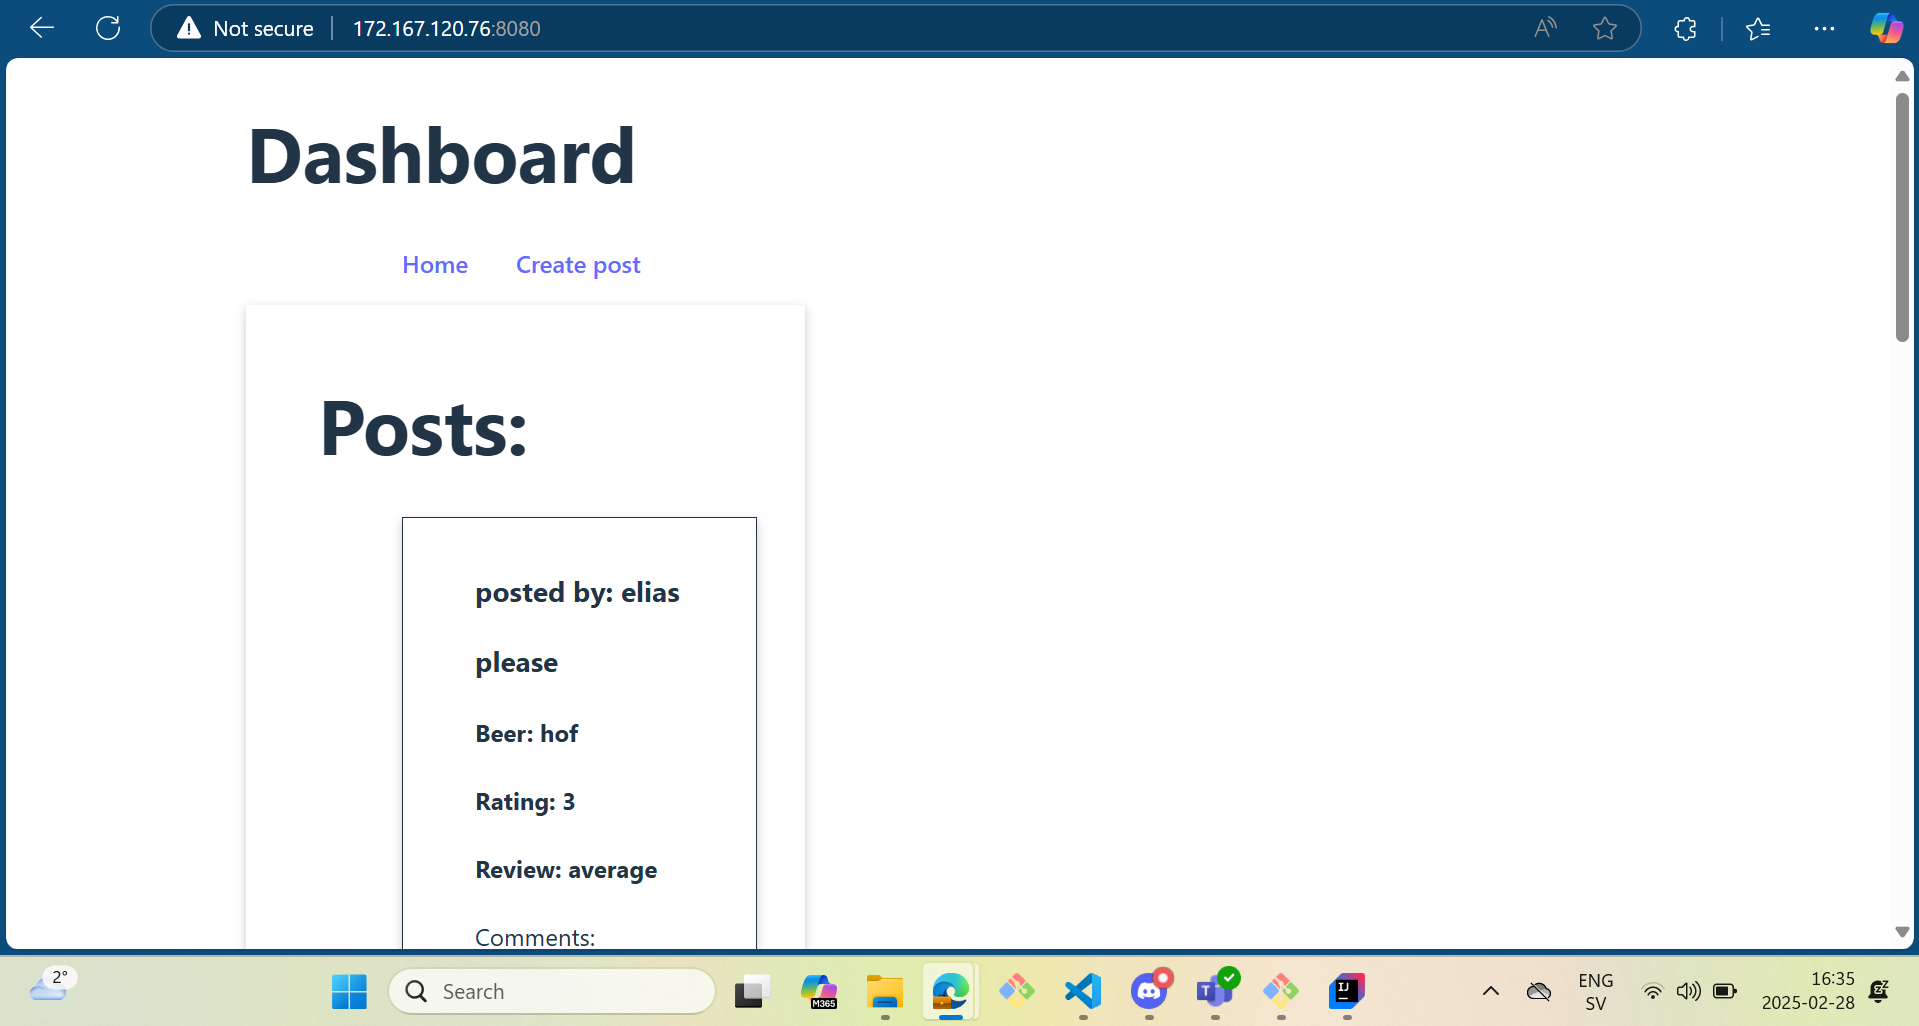 Not secure 172.167.120.76:8080
Dashboard
Home Create post
Posts:
posted by: elias
please
Beer: hof
Rating: 3
Review: average
Comments:
2°
Search
M365
T
IJ
ENG
SV
16:35
2025-02-28